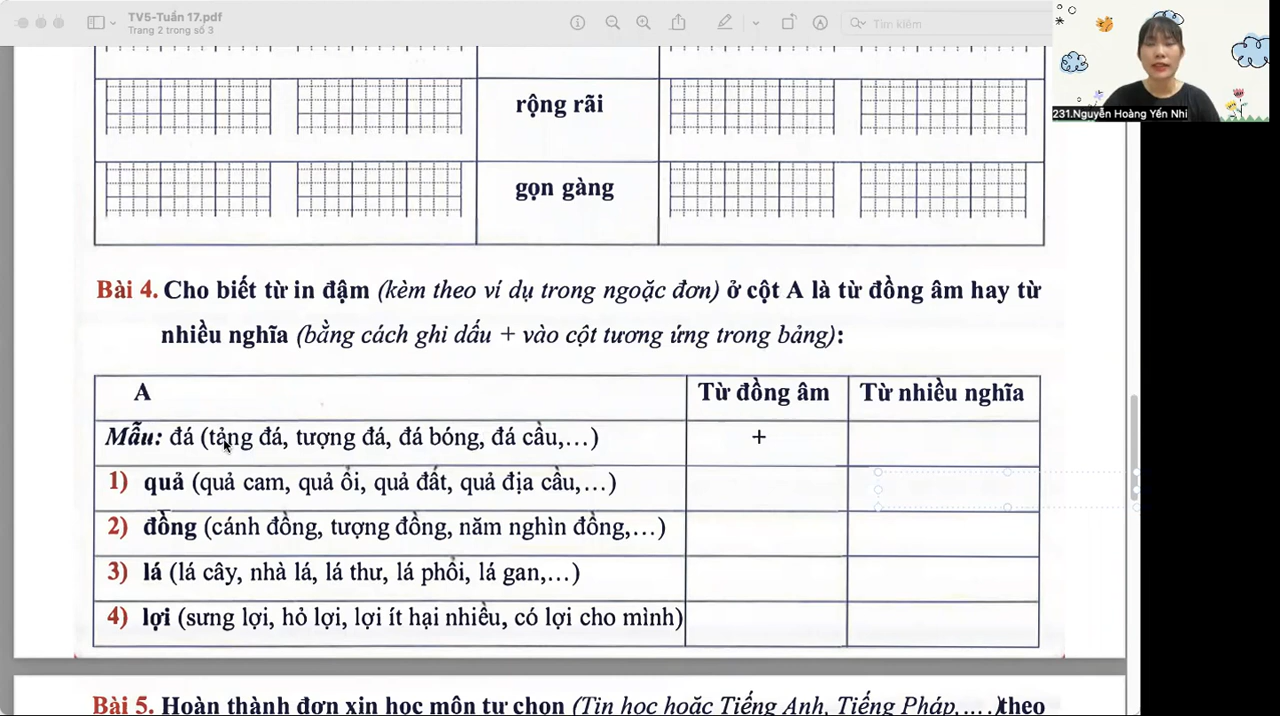 TV5-Tuần 17.pdf
Trang 2 trong số 3
Tìm kiếm
231.Nguyễn Hoàng Yến Nhi
rộng rãi
gọn gàng
Bài 4. Cho biết từ in đậm (kèm theo ví dụ trong ngoặc đơn) ở cột A là từ đồng âm hay từ
nhiều nghĩa (bằng cách ghi dấu + vào cột tương ứng trong bảng):
A Từ đồng âm Từ nhiều nghĩa
Mẫu: đá (tảng đá, tượng đá, đá bóng, đá cầu,...) +
1) quả (quả cam, quả ổi, quả đất, quả địa cầu,...)
2) đồng (cánh đồng, tượng đồng, năm nghìn đồng,...)
3) lá (lá cây, nhà lá, lá thư, lá phổi, lá gan,...)
4) lợi (sưng lợi, hỏ lợi, lợi ít hại nhiều, có lợi cho mình)
Bài 5. Hoàn thành đơn xin học môn tự chọn (Tin học hoặc Tiếng Anh, Tiếng Pháp,...)theo